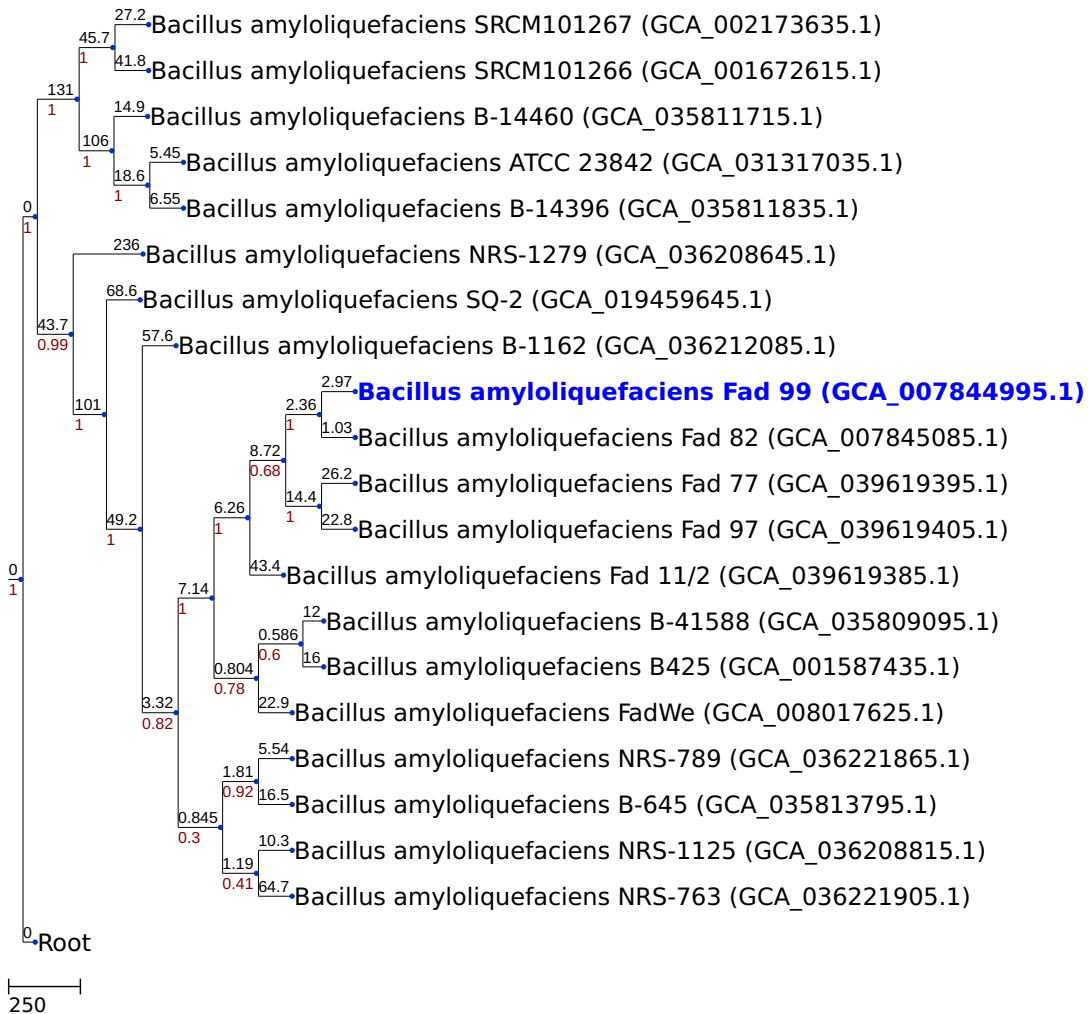 27.2
Bacillus amyloliquefaciens SRCM101267 (GCA_002173635.1)
45.7
1
41.8
Bacillus amyloliquefaciens SRCM101266 (GCA_001672615.1)
131
1
14.9
Bacillus amyloliquefaciens B-14460 (GCA_035811715.1)
106
1
5.45
Bacillus amyloliquefaciens ATCC 23842 (GCA_031317035.1)
18.6
1
6.55
Bacillus amyloliquefaciens B-14396 (GCA_035811835.1)
0
1
236
Bacillus amyloliquefaciens NRS-1279 (GCA_036208645.1)
68.6
Bacillus amyloliquefaciens SQ-2 (GCA_019459645.1)
43.7
0.99
57.6
Bacillus amyloliquefaciens B-1162 (GCA_036212085.1)
2.97
Bacillus amyloliquefaciens Fad 99 (GCA_007844995.1)
101
1
2.36
1
1.03
Bacillus amyloliquefaciens Fad 82 (GCA_007845085.1)
8.72
0.68
26.2
Bacillus amyloliquefaciens Fad 77 (GCA_039619395.1)
14.4
1
22.8
Bacillus amyloliquefaciens Fad 97 (GCA_039619405.1)
49.2
1
6.26
1
43.4
Bacillus amyloliquefaciens Fad 11/2 (GCA_039619385.1)
0
1
7.14
1
12
Bacillus amyloliquefaciens B-41588 (GCA_035809095.1)
0.586
0.6
16
Bacillus amyloliquefaciens B425 (GCA_001587435.1)
0.804
0.78
22.9
Bacillus amyloliquefaciens FadWe (GCA_008017625.1)
3.32
0.82
5.54
Bacillus amyloliquefaciens NRS-789 (GCA_036221865.1)
1.81
0.92
16.5
Bacillus amyloliquefaciens B-645 (GCA_035813795.1)
0.845
0.3
10.3
Bacillus amyloliquefaciens NRS-1125 (GCA_036208815.1)
1.19
0.41
64.7
Bacillus amyloliquefaciens NRS-763 (GCA_036221905.1)
0
Root
250